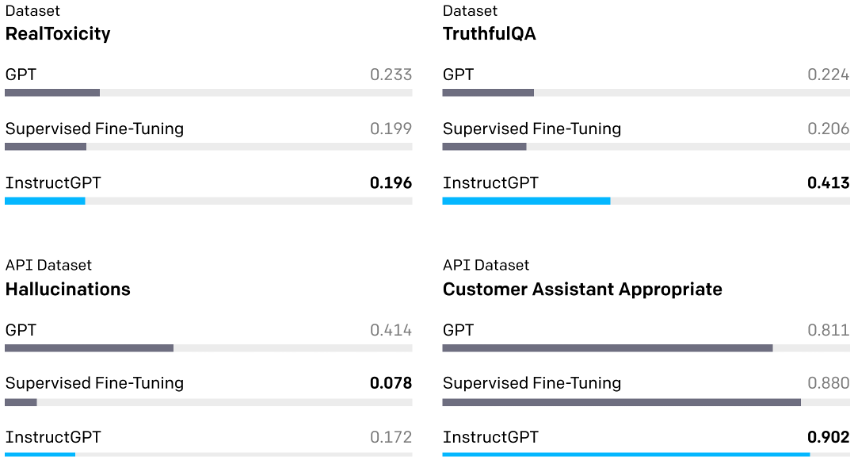 Dataset
RealToxicity
GPT 0.233
Supervised Fine-Tuning 0.199
InstructGPT 0.196
Dataset
TruthfulQA
GPT 0.224
Supervised Fine-Tuning 0.206
InstructGPT 0.413
API Dataset
Hallucinations
GPT 0.414
Supervised Fine-Tuning 0.078
InstructGPT 0.172
API Dataset
Customer Assistant Appropriate
GPT 0.811
Supervised Fine-Tuning 0.880
InstructGPT 0.902